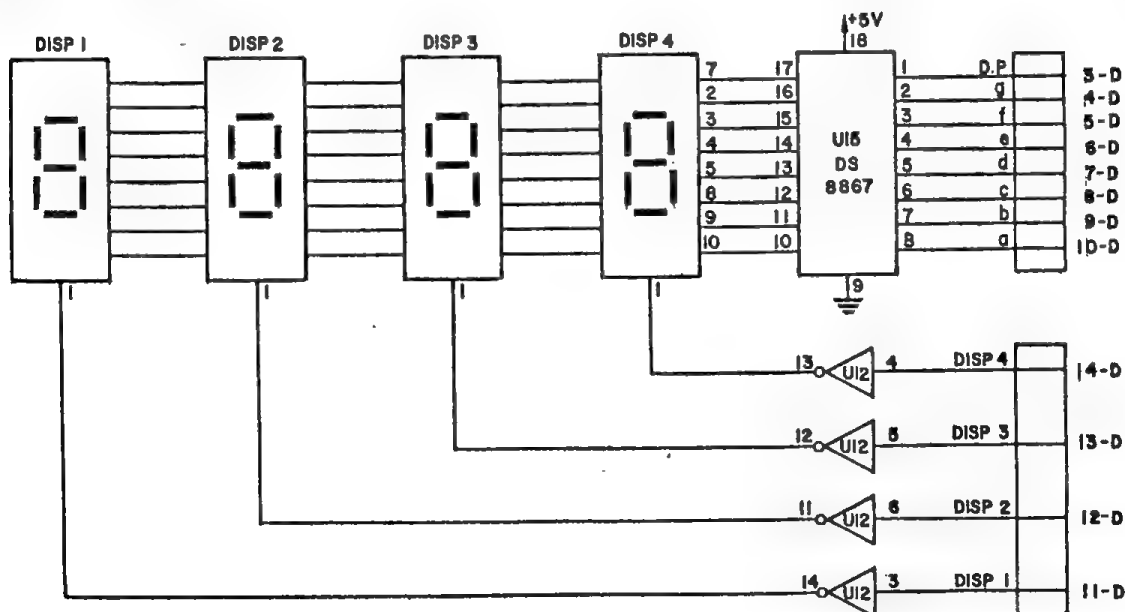 +5V
DISP 1 DISP 2 DISP 3 DISP 4 18
7 17 1 D.P 3-D
2 16 2 g 4-D
3 15 3 f 5-D
4 14 4 e 6-D
5 13 5 d 7-D
8 12 6 c 8-D
9 11 7 b 9-D
10 10 8 a 10-D
U15
DS
8867
1 1 1 1 9
13 U12 4 DISP 4 14-D
12 U12 5 DISP 3 13-D
11 U12 6 DISP 2 12-D
14 U12 3 DISP 1 11-D